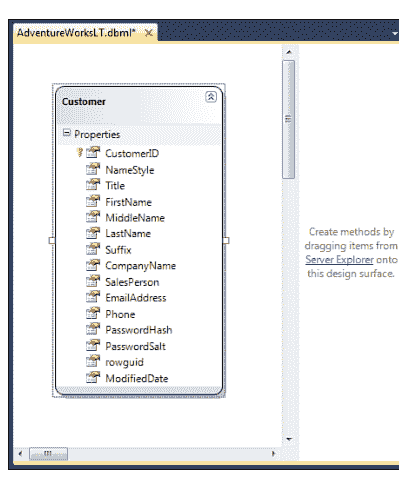 AdventureWorksLT.dbml*
Customer
Properties
CustomerID
NameStyle
Title
FirstName
MiddleName
LastName
Suffix
CompanyName
SalesPerson
EmailAddress
Phone
PasswordHash
PasswordSalt
rowguid
ModifiedDate
Create methods by
dragging items from
Server Explorer onto
this design surface.